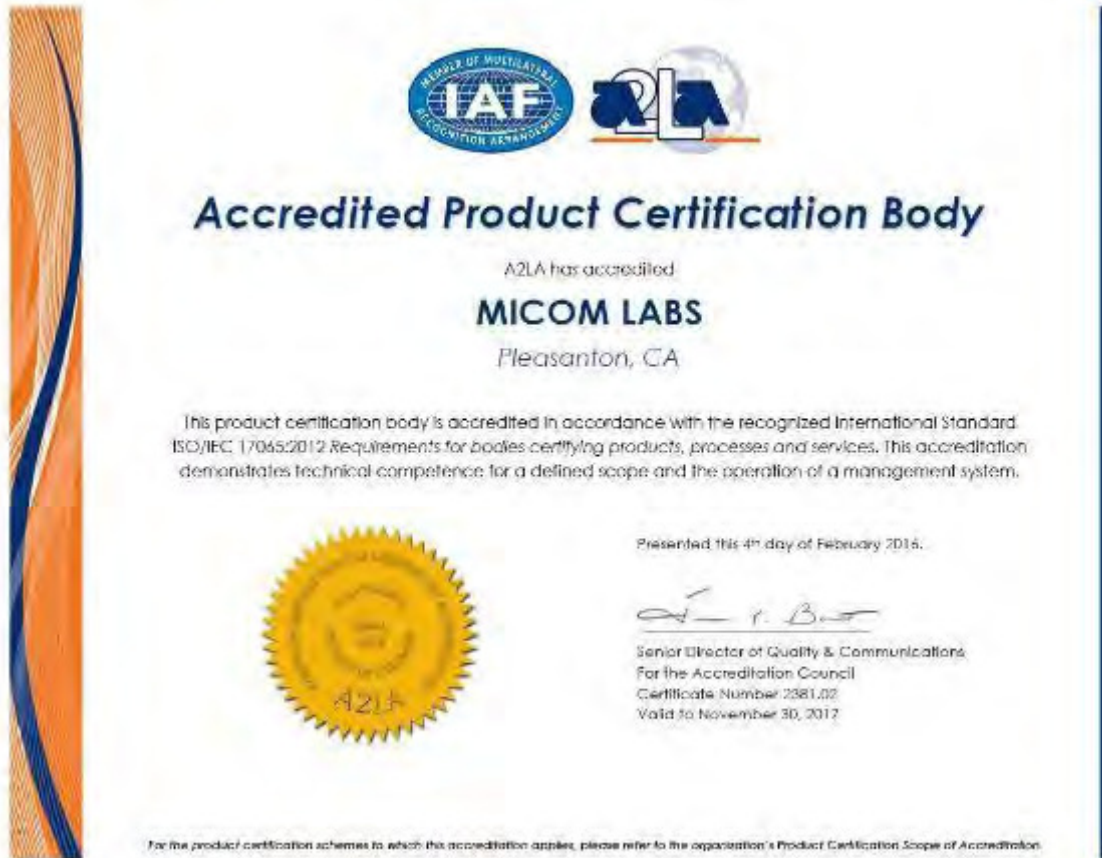 MEMBER OF MULTILATERAL
IAF
RECOGNITION ARRANGEMENT
a2La
Accredited Product Certification Body
A2LA has accredited
MICOM LABS
Pleasanton, CA
This product certification body is accredited in accordance with the recognized International Standard
ISO/IEC 17065:2012 Requirements for bodies certifying products, processes and services. This accreditation
demonstrates technical competence for a defined scope and the operation of a management system.
Presented this 4th day of February 2016.
Senior Director of Quality & Communications
For the Accreditation Council
Certificate Number 2381.02
Valid to November 30, 2017
A2LA
For the product certification schemes to which this accreditation applies, please refer to the organization's Product Certification Scope of Accreditation